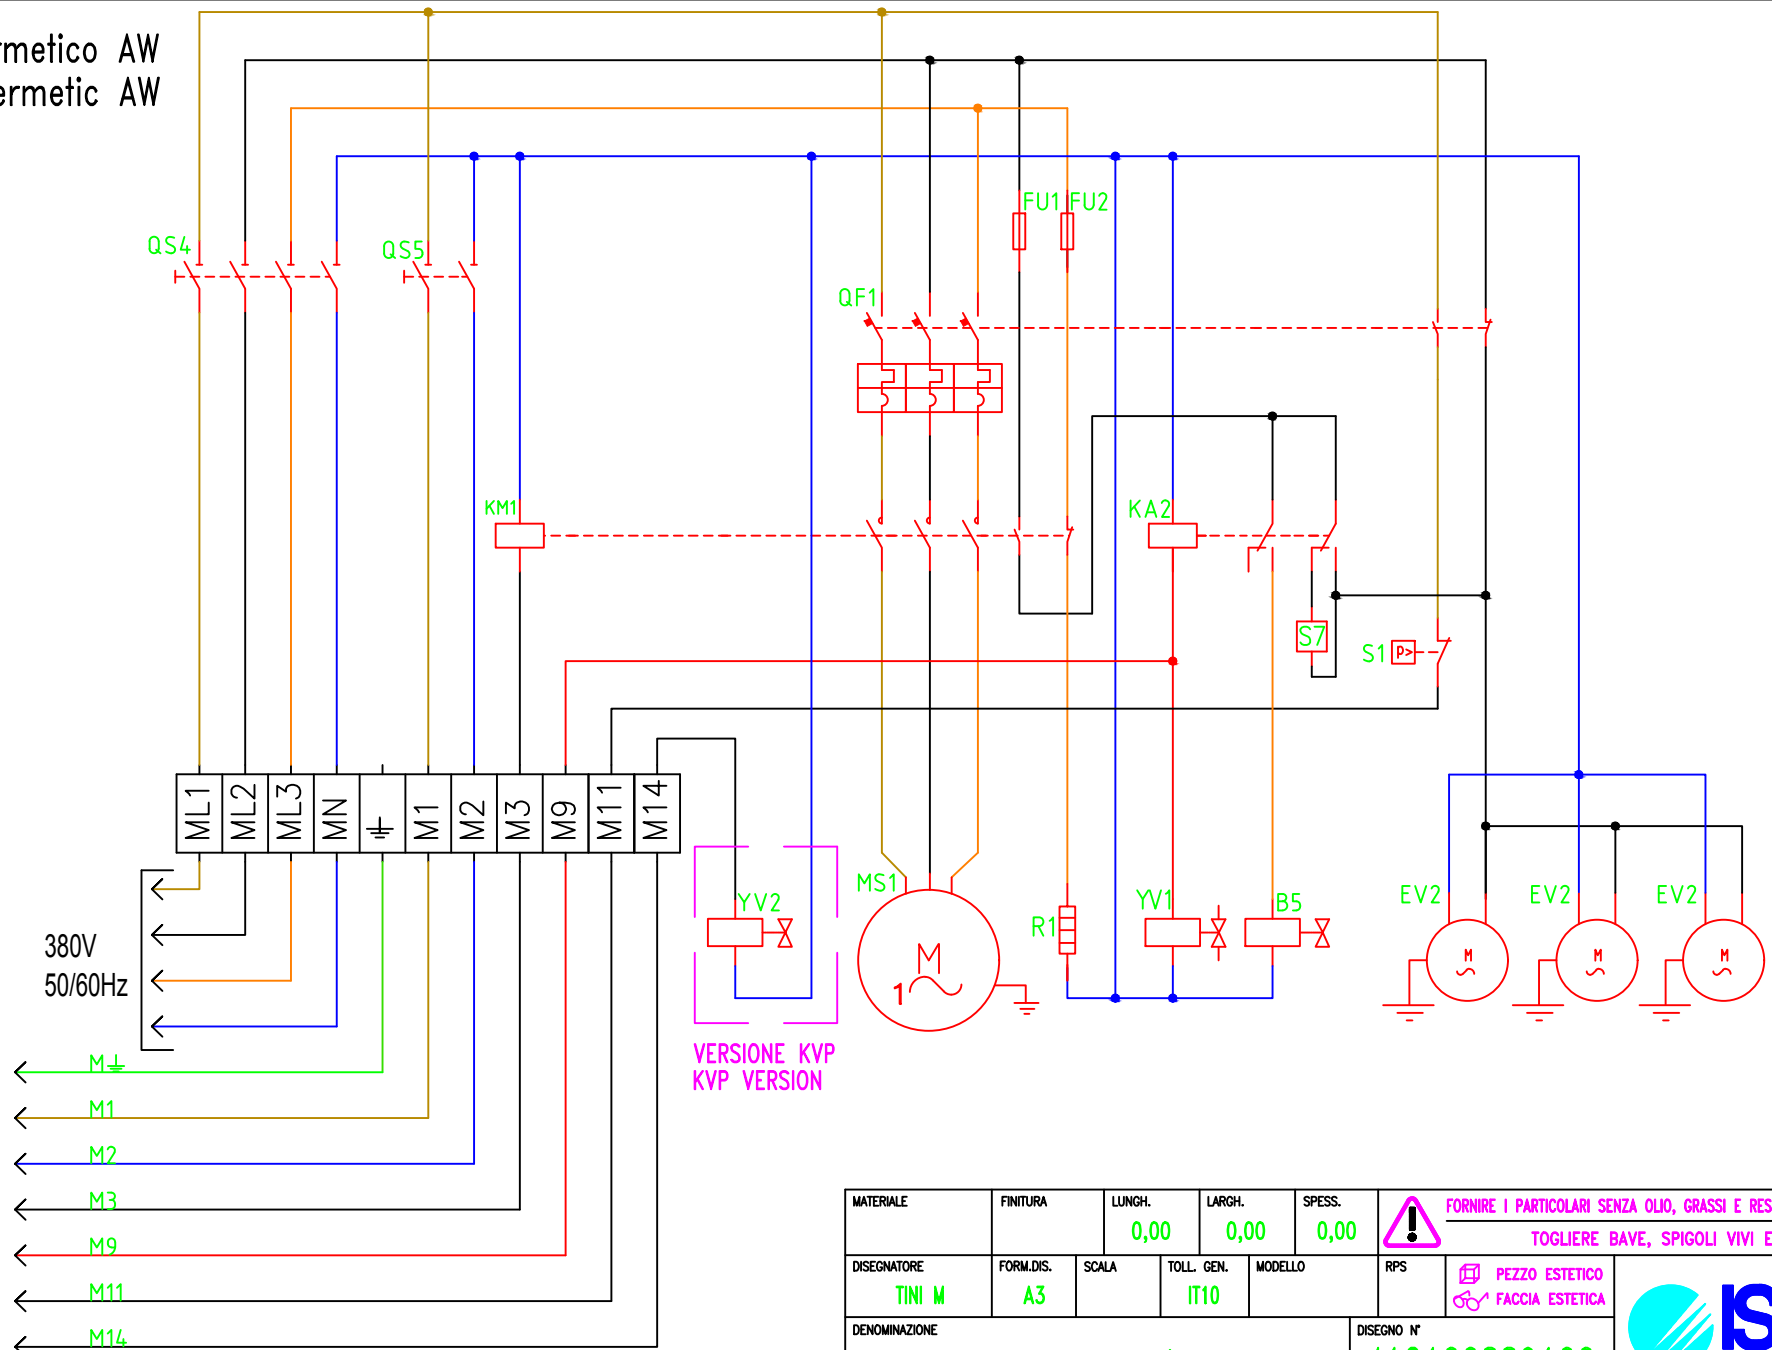 AW
AW
FU1 FU2
QS4 QS5
QF1
KM1 KA2
S7
S1 P>
ML1 ML2 ML3 MN M1 M2 M3 M9 M11 M14
380V
50/60Hz
YV2 MS1 R1 YV1 B5 EV2 EV2 EV2
M
1
M M M
VERSIONE KVP
KVP VERSION
M
M1
M2
M3
M9
M11
M14
MATERIALE FINITURA LUNGH. LARGH. SPESS.
0,00 0,00 0,00
FORNIRE I PARTICOLARI SENZA OLIO, GRASSI E RES
TOGLIERE BAVE, SPIGOLI VIVI E
DISEGNATORE FORM.DIS. SCALA TOLL. GEN. MODELLO RPS
TINI M A3 IT10
PEZZO ESTETICO
FACCIA ESTETICA
DENOMINAZIONE DISEGNO N°
IS